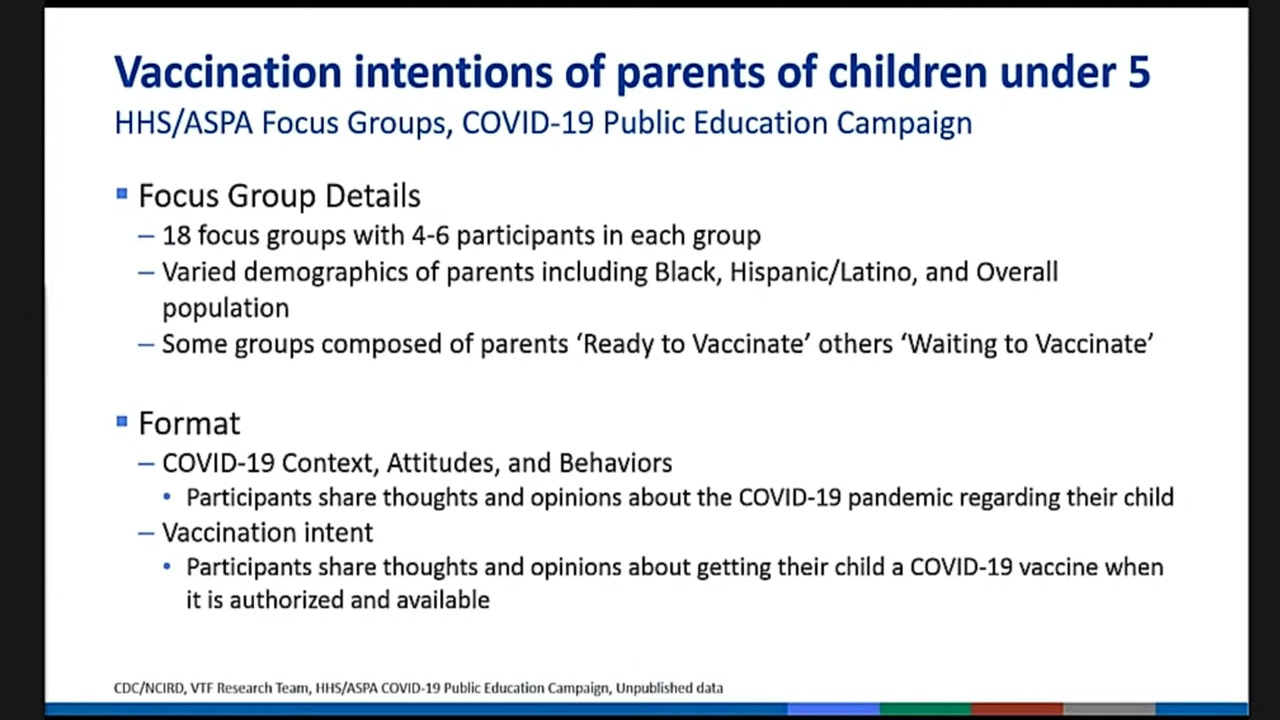 Vaccination intentions of parents of children under 5
HHS/ASPA Focus Groups, COVID-19 Public Education Campaign
▪ Focus Group Details
– 18 focus groups with 4-6 participants in each group
– Varied demographics of parents including Black, Hispanic/Latino, and Overall
population
– Some groups composed of parents ‘Ready to Vaccinate’ others ‘Waiting to Vaccinate’
▪ Format
– COVID-19 Context, Attitudes, and Behaviors
• Participants share thoughts and opinions about the COVID-19 pandemic regarding their child
– Vaccination intent
• Participants share thoughts and opinions about getting their child a COVID-19 vaccine when
it is authorized and available
CDC/NCIRD, VTF Research Team, HHS/ASPA COVID-19 Public Education Campaign, Unpublished data